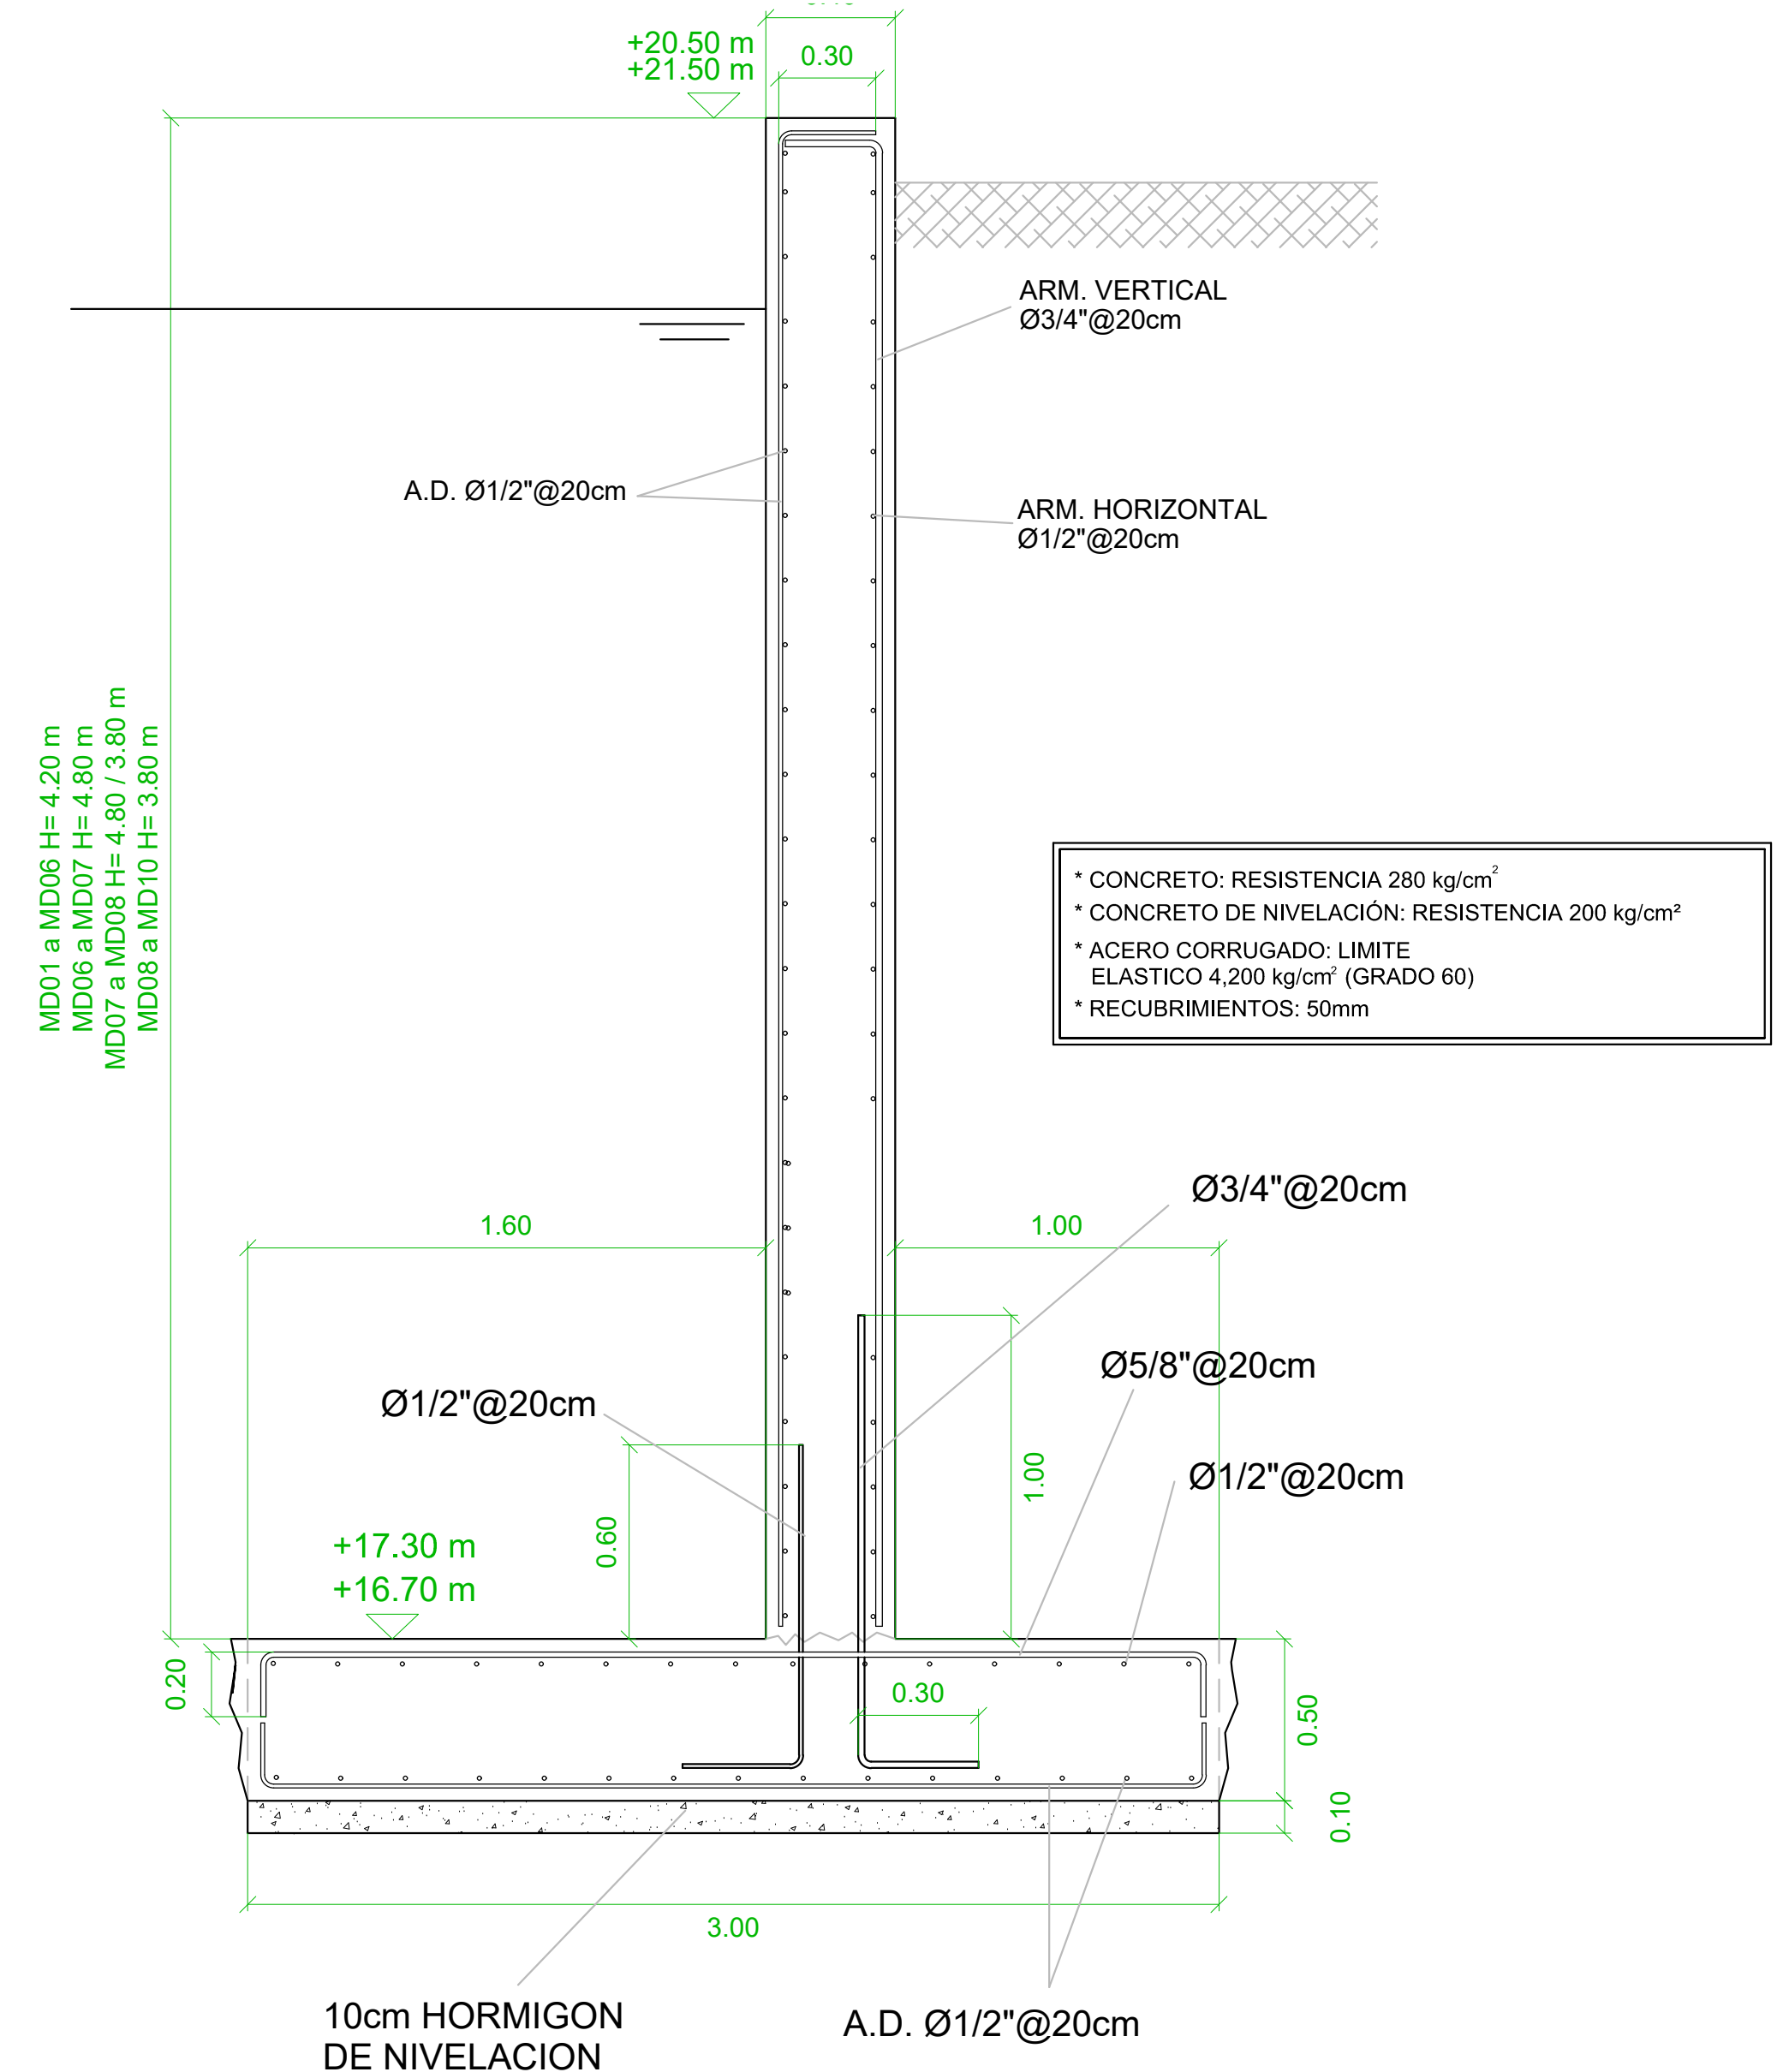 +20.50 m
+21.50 m
0.30
ARM. VERTICAL
Ø3/4"@20cm
A.D. Ø1/2"@20cm
ARM. HORIZONTAL
Ø1/2"@20cm
MD01 a MD06 H= 4.20 m
MD06 a MD07 H= 4.80 m
MD07 a MD08 H= 4.80 / 3.80 m
MD08 a MD10 H= 3.80 m
* CONCRETO: RESISTENCIA 280 kg/cm²
* CONCRETO DE NIVELACIÓN: RESISTENCIA 200 kg/cm²
* ACERO CORRUGADO: LIMITE
ELASTICO 4,200 kg/cm² (GRADO 60)
* RECUBRIMIENTOS: 50mm
Ø3/4"@20cm
1.60
1.00
Ø5/8"@20cm
Ø1/2"@20cm
Ø1/2"@20cm
1.00
0.60
+17.30 m
+16.70 m
0.20
0.30
0.50
0.10
3.00
10cm HORMIGON
DE NIVELACION
A.D. Ø1/2"@20cm